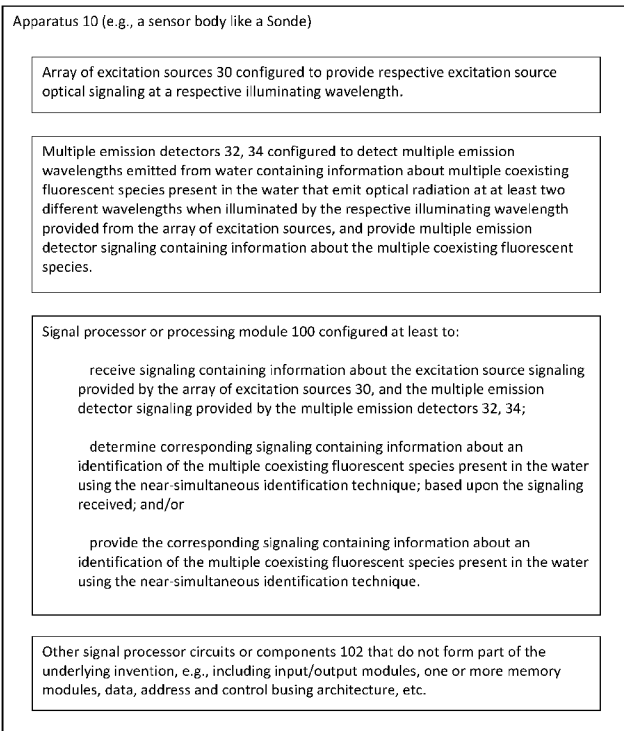 Apparatus 10 (e.g., a sensor body like a Sonde)
Array of excitation sources 30 configured to provide respective excitation source
optical signaling at a respective illuminating wavelength.
Multiple emission detectors 32, 34 configured to detect multiple emission
wavelengths emitted from water containing information about multiple coexisting
fluorescent species present in the water that emit optical radiation at at least two
different wavelengths when illuminated by the respective illuminating wavelength
provided from the array of excitation sources, and provide multiple emission
detector signaling containing information about the multiple coexisting fluorescent
species.
Signal processor or processing module 100 configured at least to:
receive signaling containing information about the excitation source signaling
provided by the array of excitation sources 30, and the multiple emission
detector signaling provided by the multiple emission detectors 32, 34;
determine corresponding signaling containing information about an
identification of the multiple coexisting fluorescent species present in the water
using the near-simultaneous identification technique; based upon the signaling
received; and/or
provide the corresponding signaling containing information about an
identification of the multiple coexisting fluorescent species present in the water
using the near-simultaneous identification technique.
Other signal processor circuits or components 102 that do not form part of the
underlying invention, e.g., including input/output modules, one or more memory
modules, data, address and control busing architecture, etc.